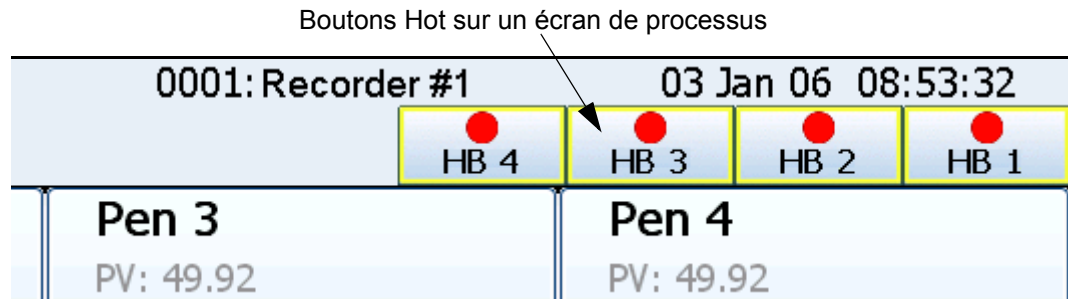 Boutons Hot sur un écran de processus
0001: Recorder #1 03 Jan 06 08:53:32
HB 4 HB 3 HB 2 HB 1
Pen 3 Pen 4
PV: 49.92 PV: 49.92